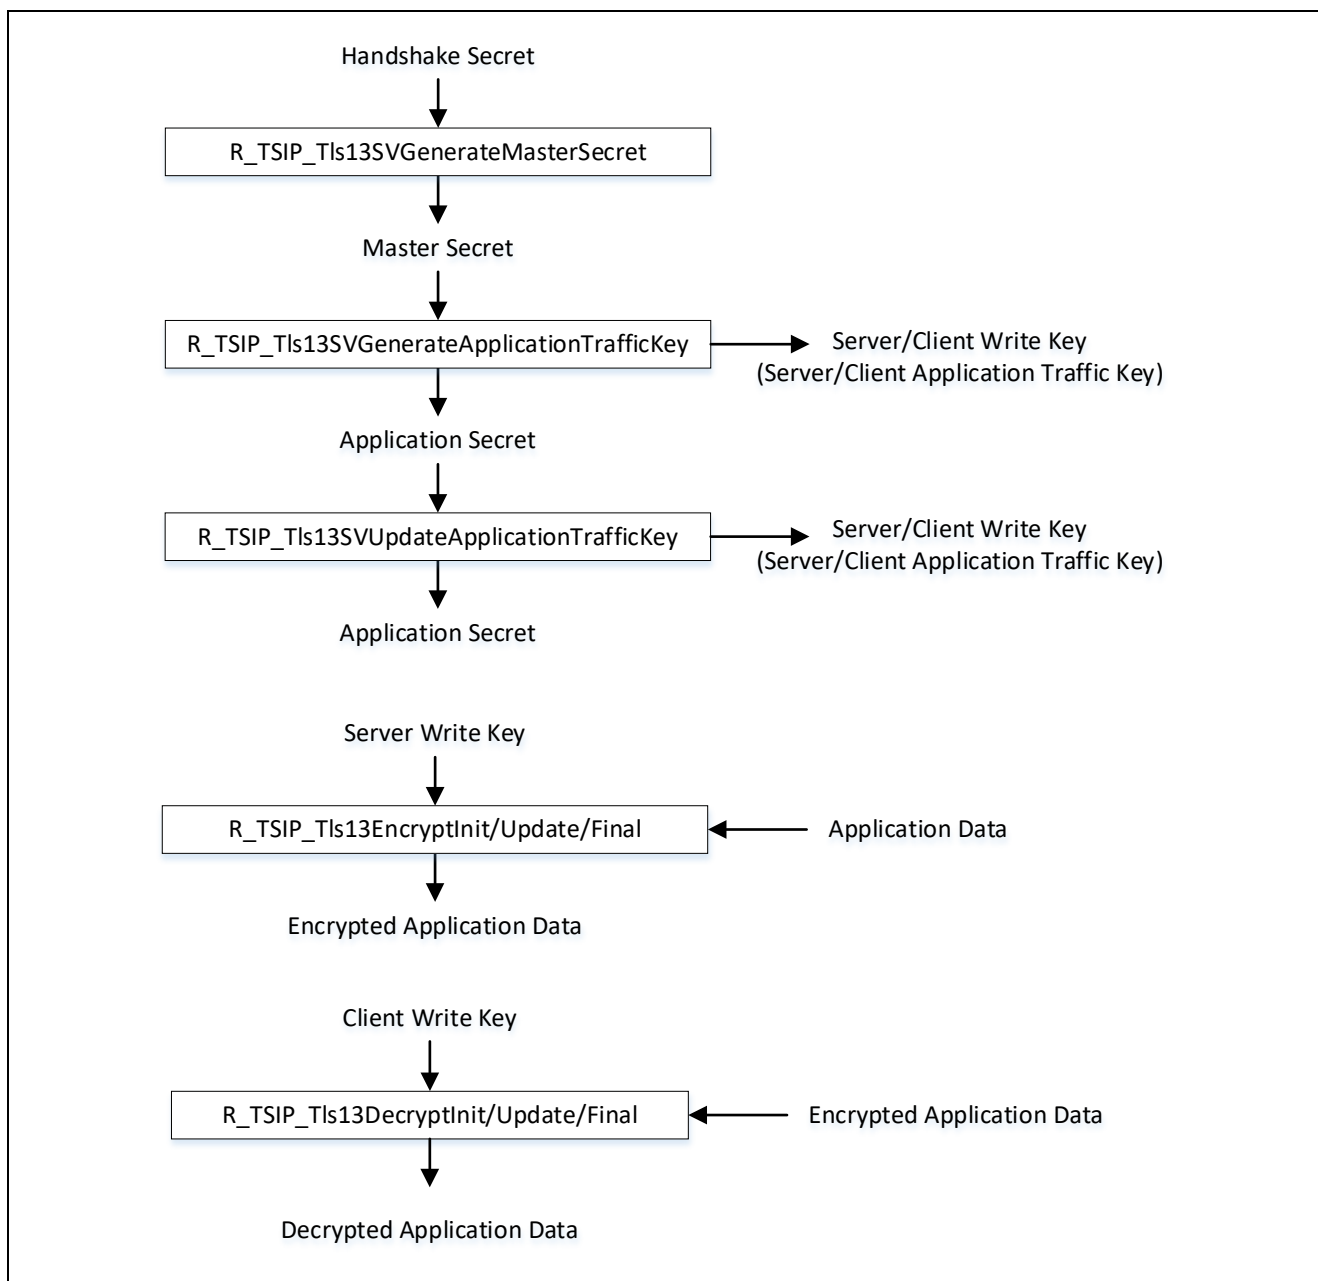 Handshake Secret
R_TSIP_Tls13SVGenerateMasterSecret
Master Secret
R_TSIP_Tls13SVGenerateApplicationTrafficKey
Server/Client Write Key
(Server/Client Application Traffic Key)
Application Secret
R_TSIP_Tls13SVUpdateApplicationTrafficKey
Server/Client Write Key
(Server/Client Application Traffic Key)
Application Secret
Server Write Key
R_TSIP_Tls13EncryptInit/Update/Final
Application Data
Encrypted Application Data
Client Write Key
R_TSIP_Tls13DecryptInit/Update/Final
Encrypted Application Data
Decrypted Application Data